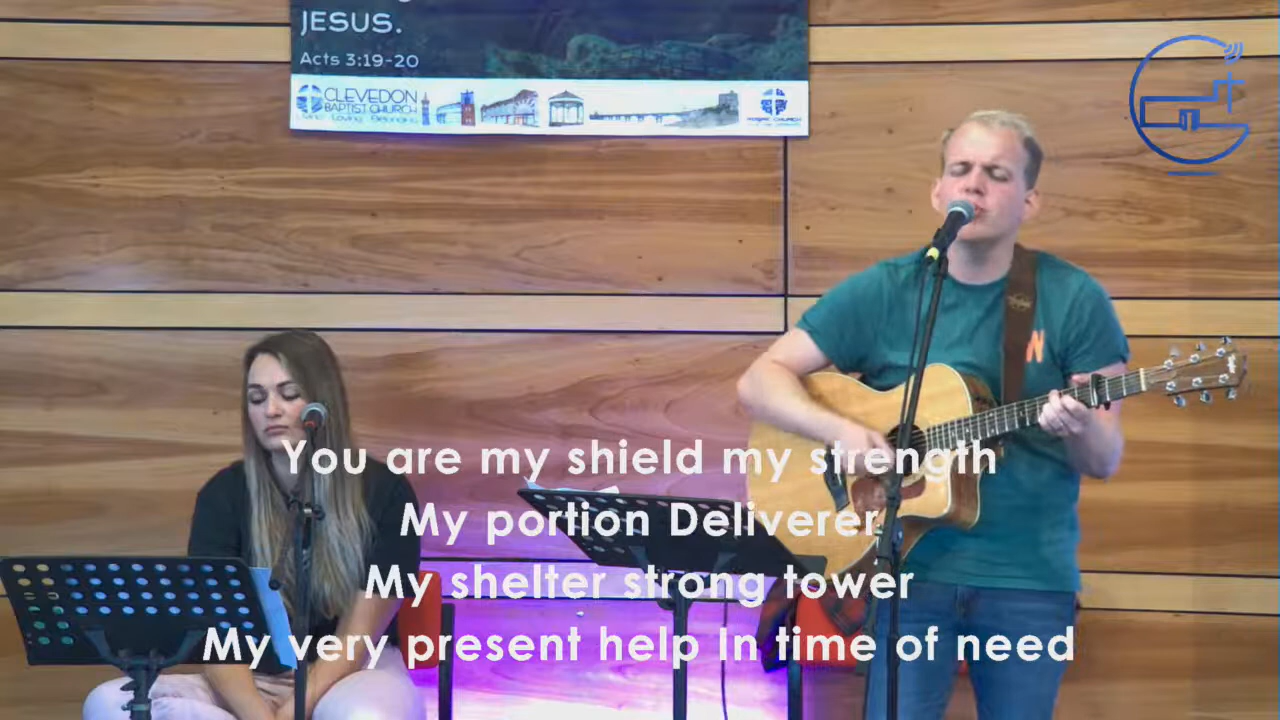 JESUS.
Acts 3:19-20
CLEVEDON
BAPTIST CHURCH
You are my shield my strength
My portion Deliverer
My shelter strong tower
My very present help In time of need